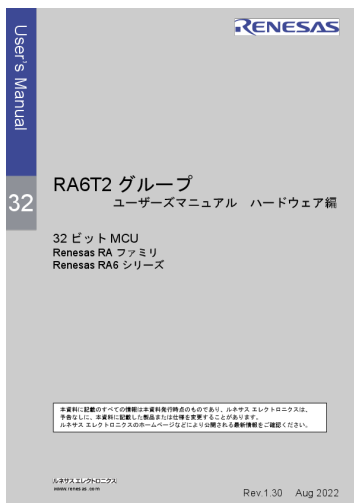 RENESAS
User's Manual
32
RA6T2 グループ
ユーザーズマニュアル ハードウェア編
32 ビット MCU
Renesas RA ファミリ
Renesas RA6 シリーズ
本資料に記載のすべての情報は本資料発行時点のものであり、ルネサス エレクトロニクスは、
予告なしに、本資料に記載した製品または仕様を変更することがあります。
ルネサス エレクトロニクスのホームページなどにより公開される最新情報をご確認ください。
ルネサス エレクトロニクス
www.renesas.com
Rev.1.30 Aug 2022